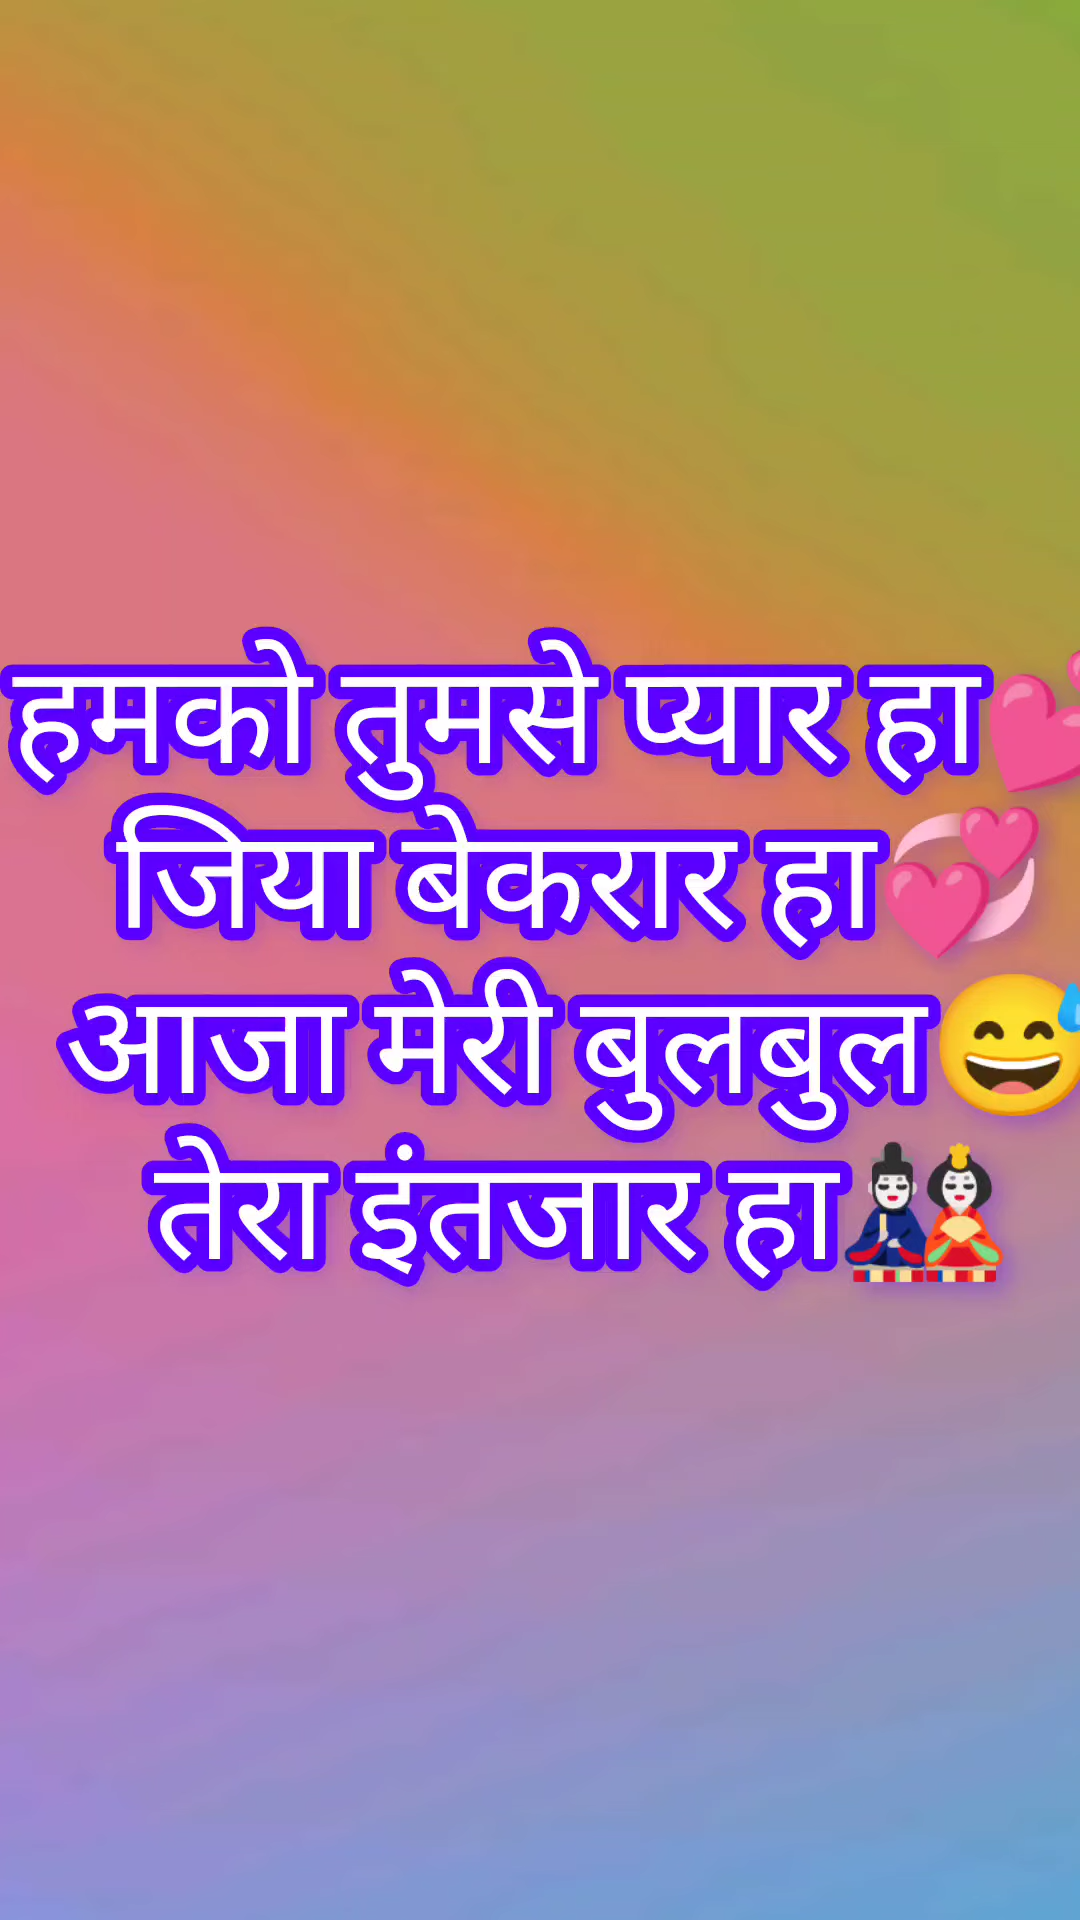 हमको तुमसे प्यार हा💕
जिया बेकरार हा💞
आजा मेरी बुलबुल😅
तेरा इंतजार हा🎎